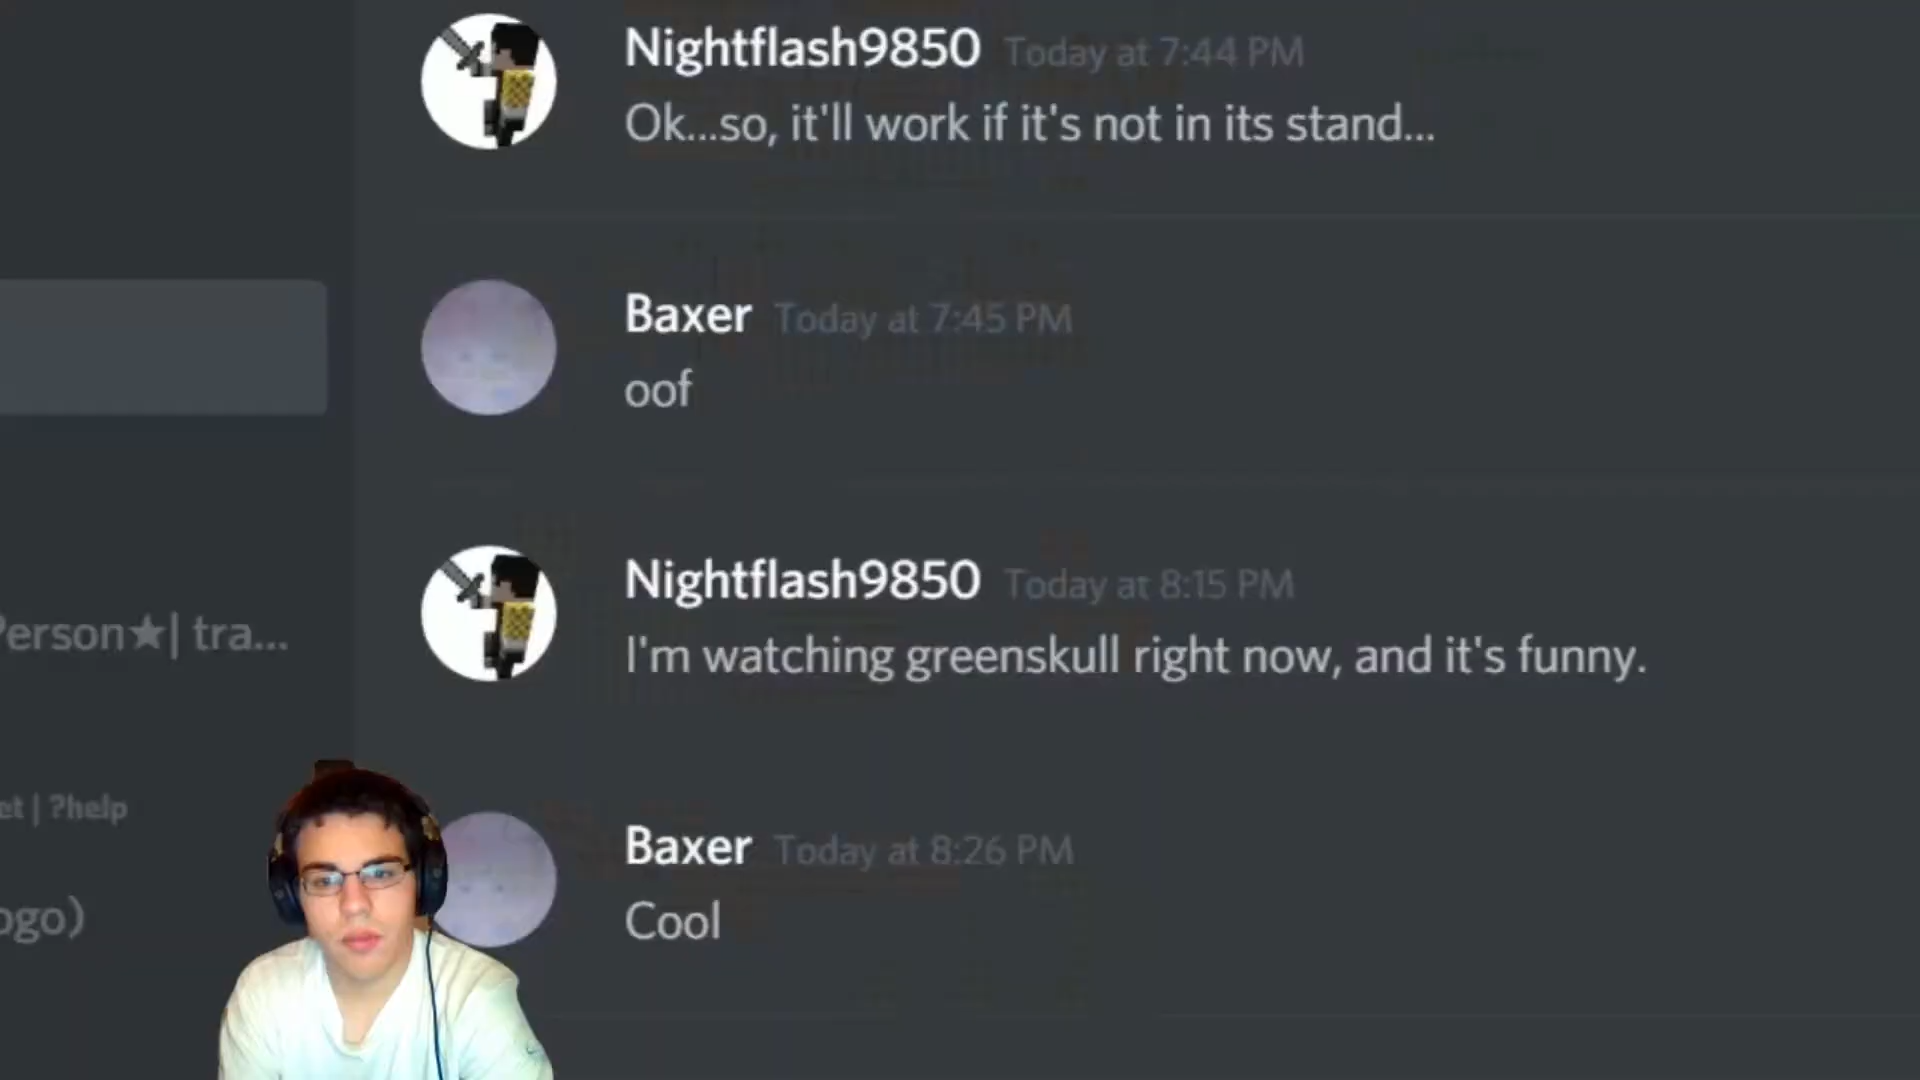 Nightflash9850 Today at 7:44 PM
Ok...so, it'll work if it's not in its stand...
Baxer Today at 7:45 PM
oof
Nightflash9850 Today at 8:15 PM
Person★| tra...
I'm watching greenskull right now, and it's funny.
et | ?help
Baxer Today at 8:26 PM
ogo)
Cool